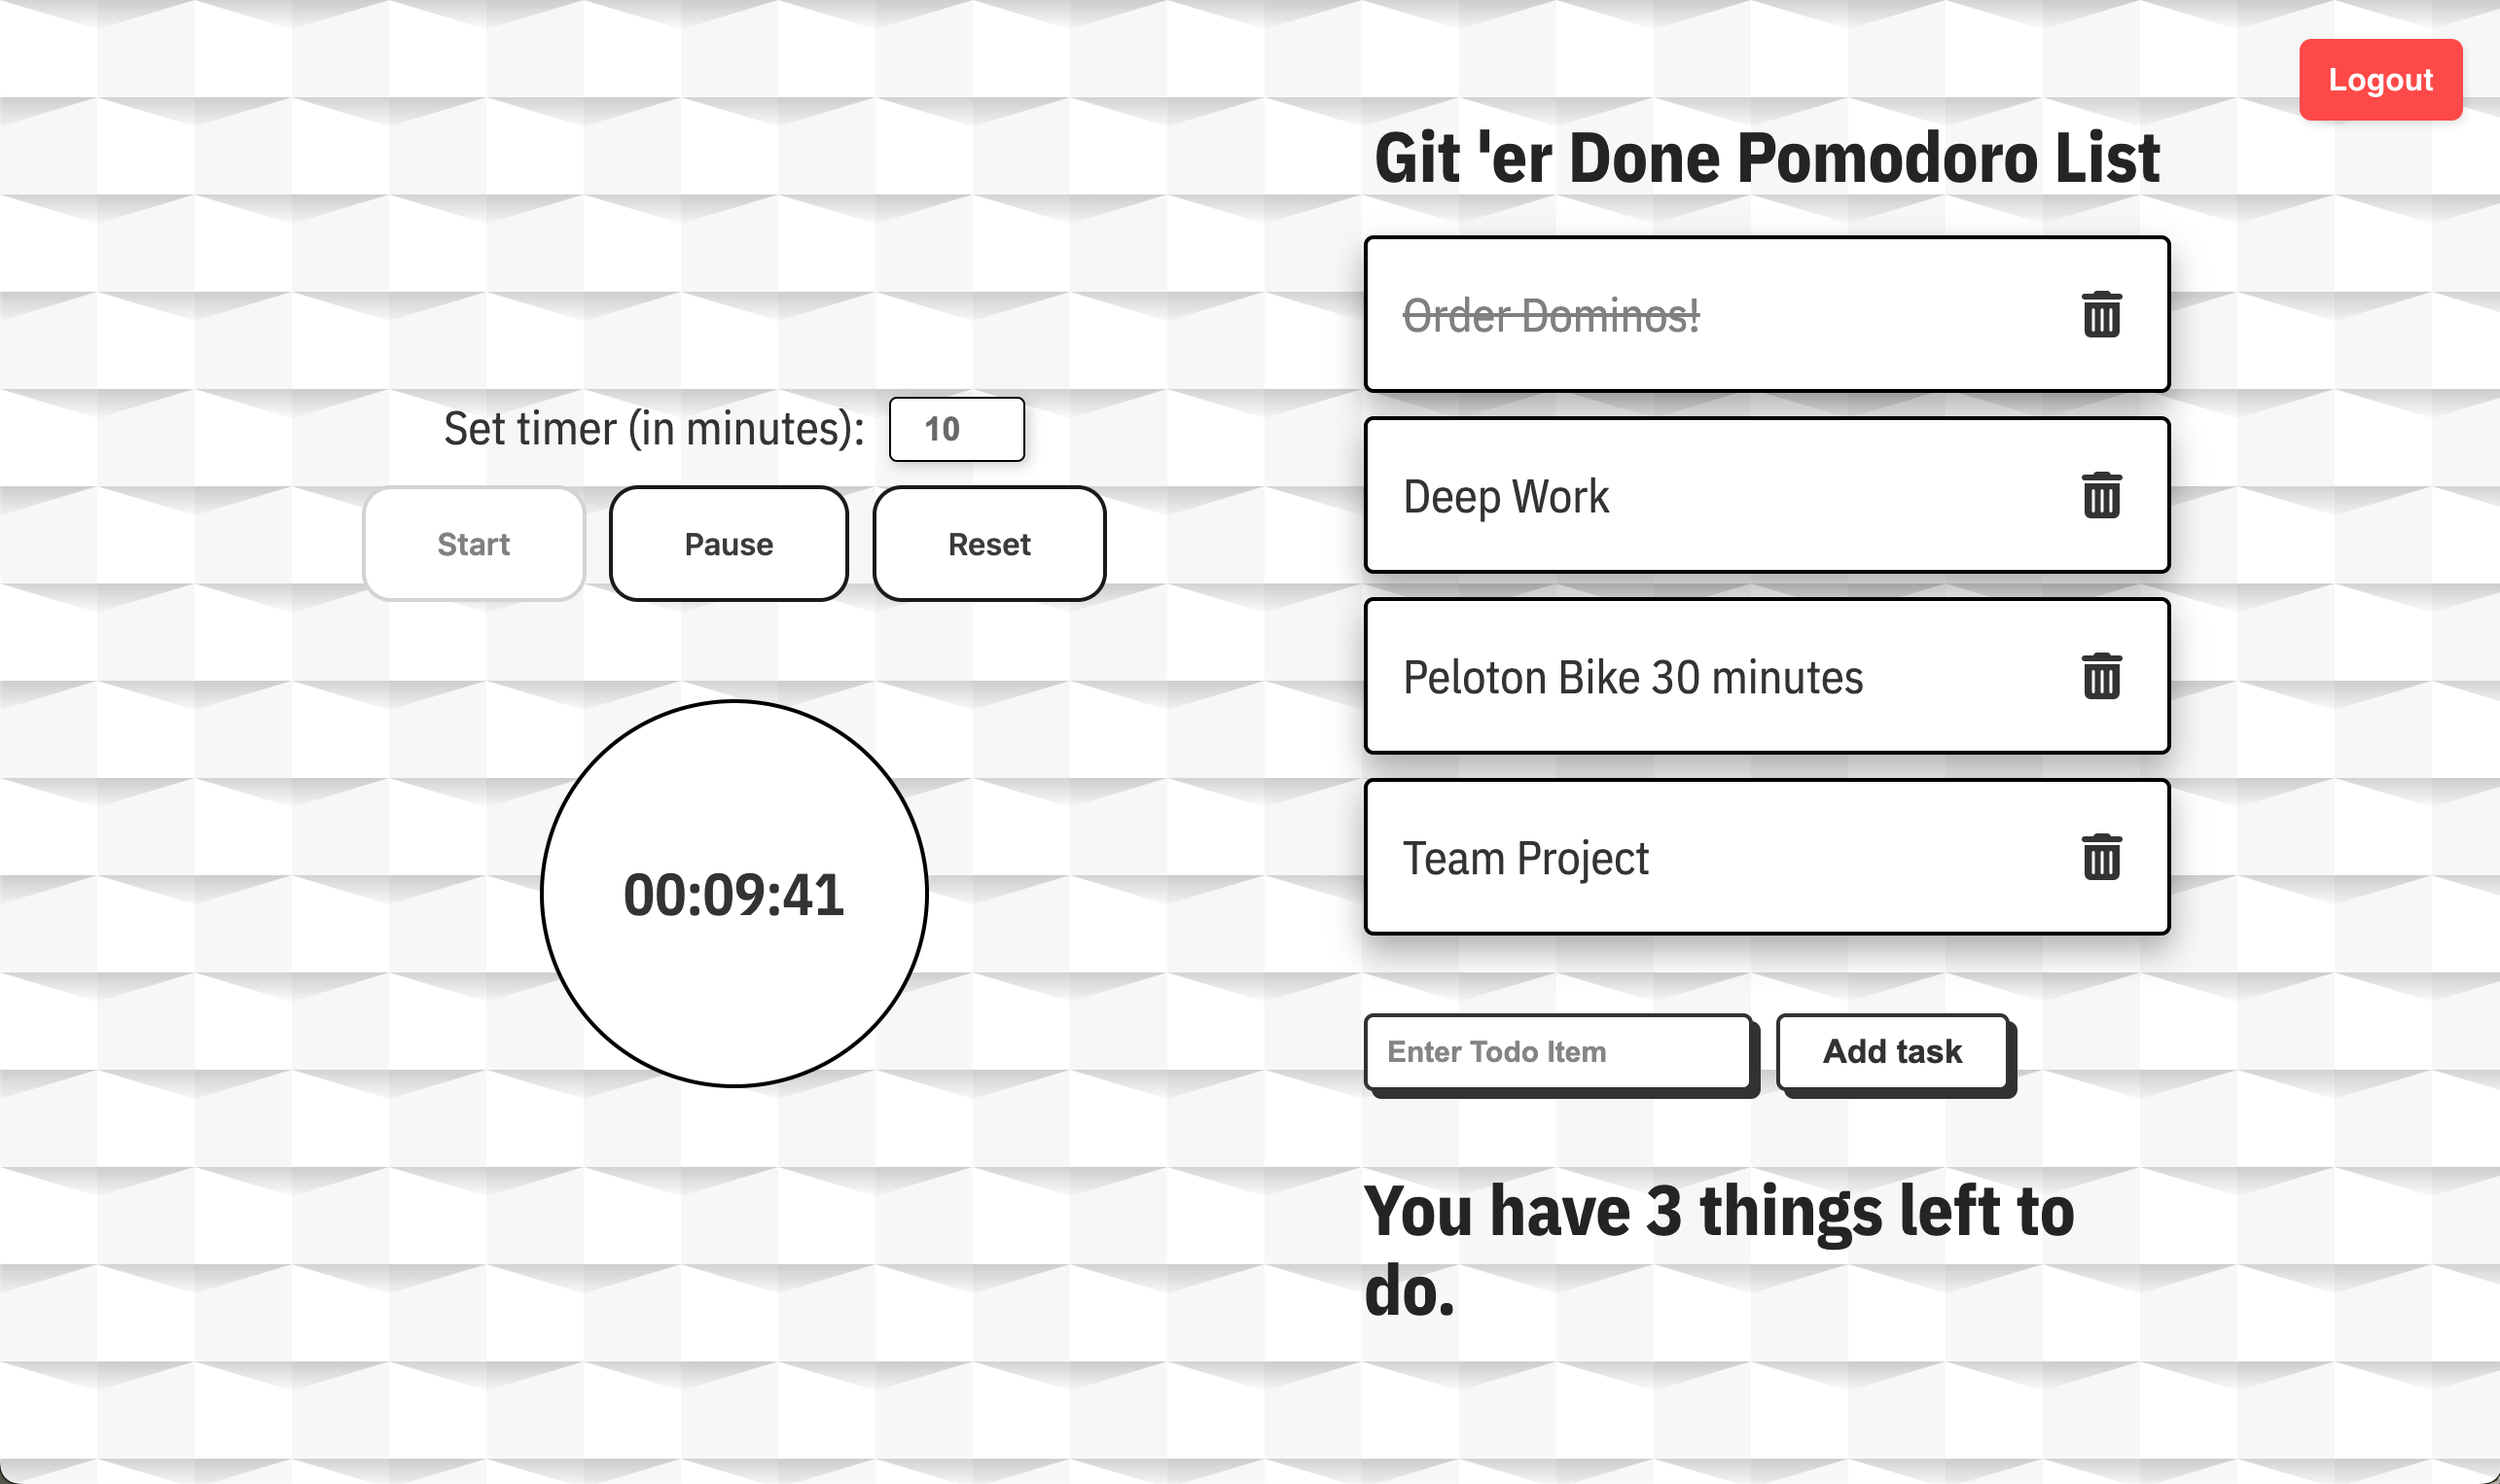 Logout
Git 'er Done Pomodoro List
Order Dominos!
Deep Work
Peloton Bike 30 minutes
Team Project
Enter Todo Item
Add task
You have 3 things left to
do.
Set timer (in minutes): 10
Start Pause Reset
00:09:41